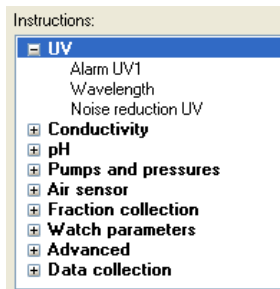 Instructions:
UV
Alarm UV1
Wavelength
Noise reduction UV
Conductivity
pH
Pumps and pressures
Air sensor
Fraction collection
Watch parameters
Advanced
Data collection